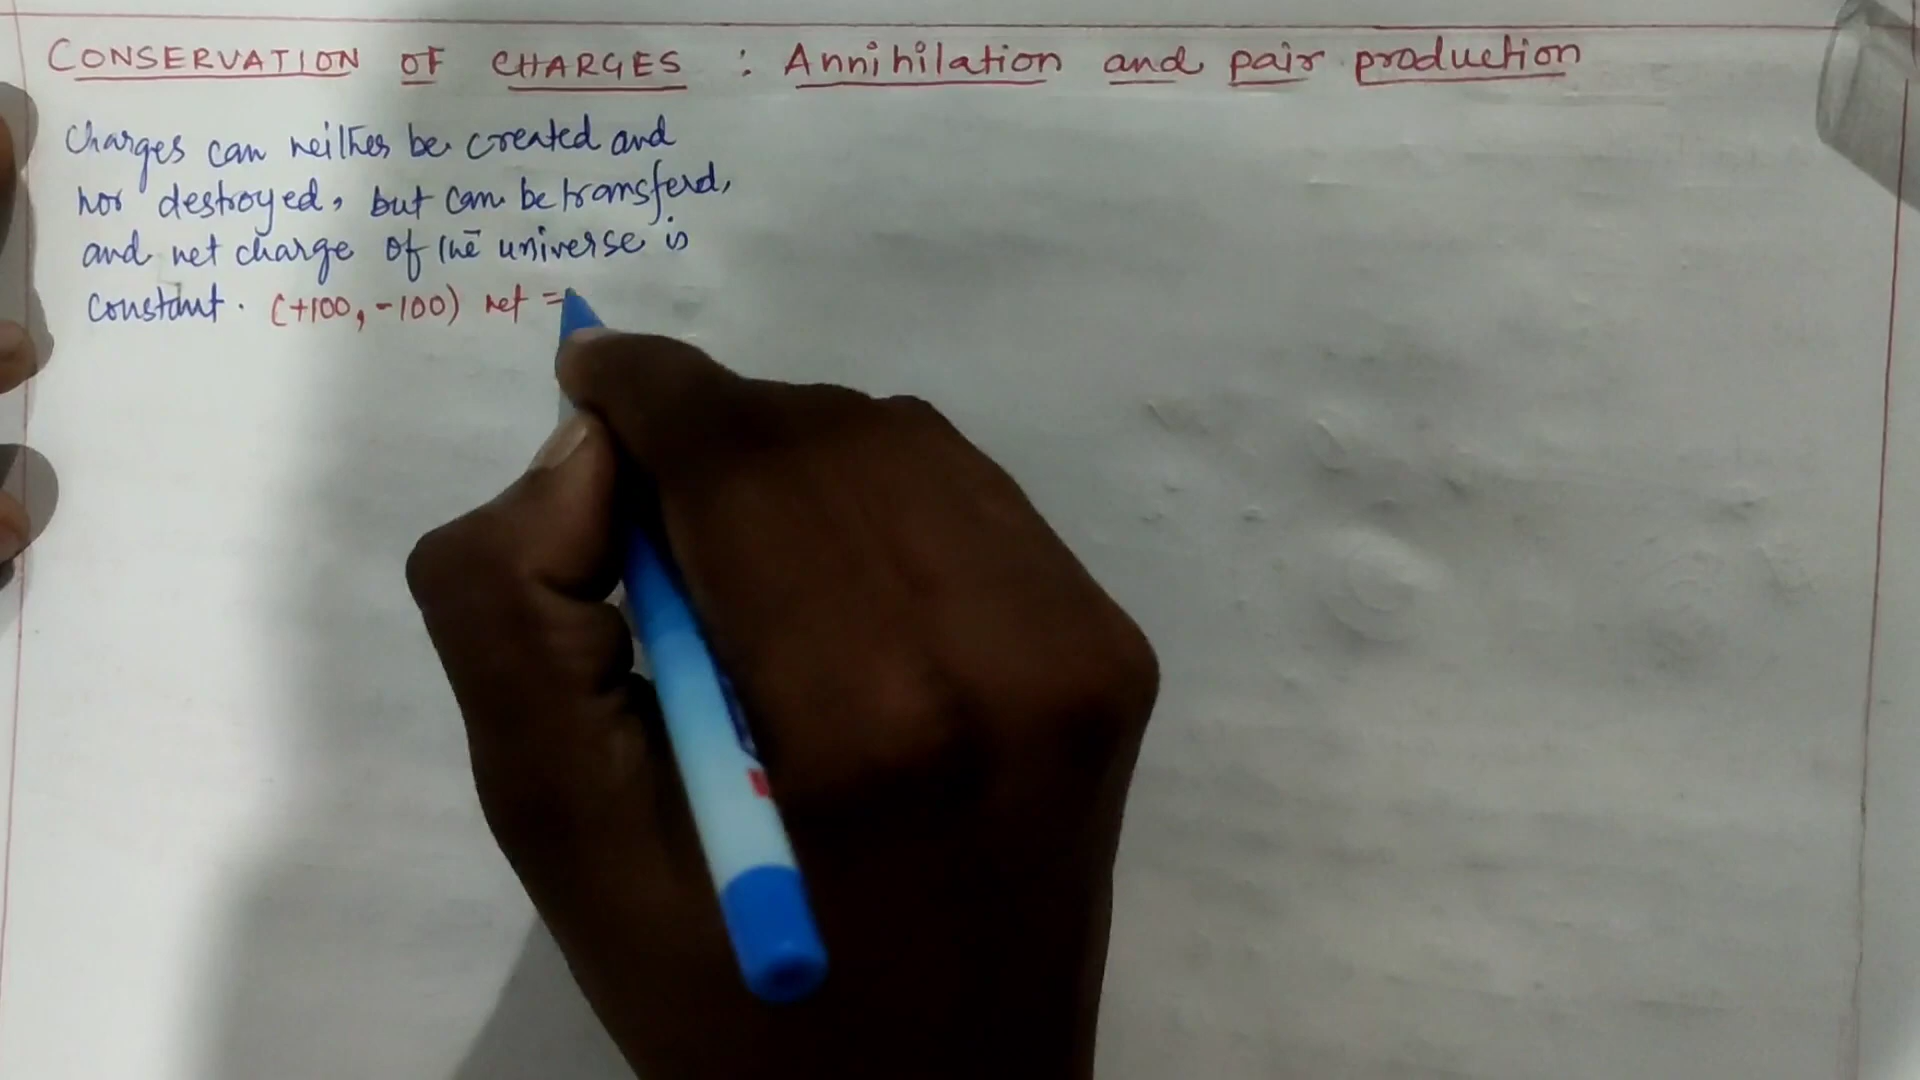 CONSERVATION OF CHARGES : Annihilation and pair production
Charges can neither be created and
nor destroyed, but can be transferd,
and net charge of the universe is
constant. (+100, -100) net =